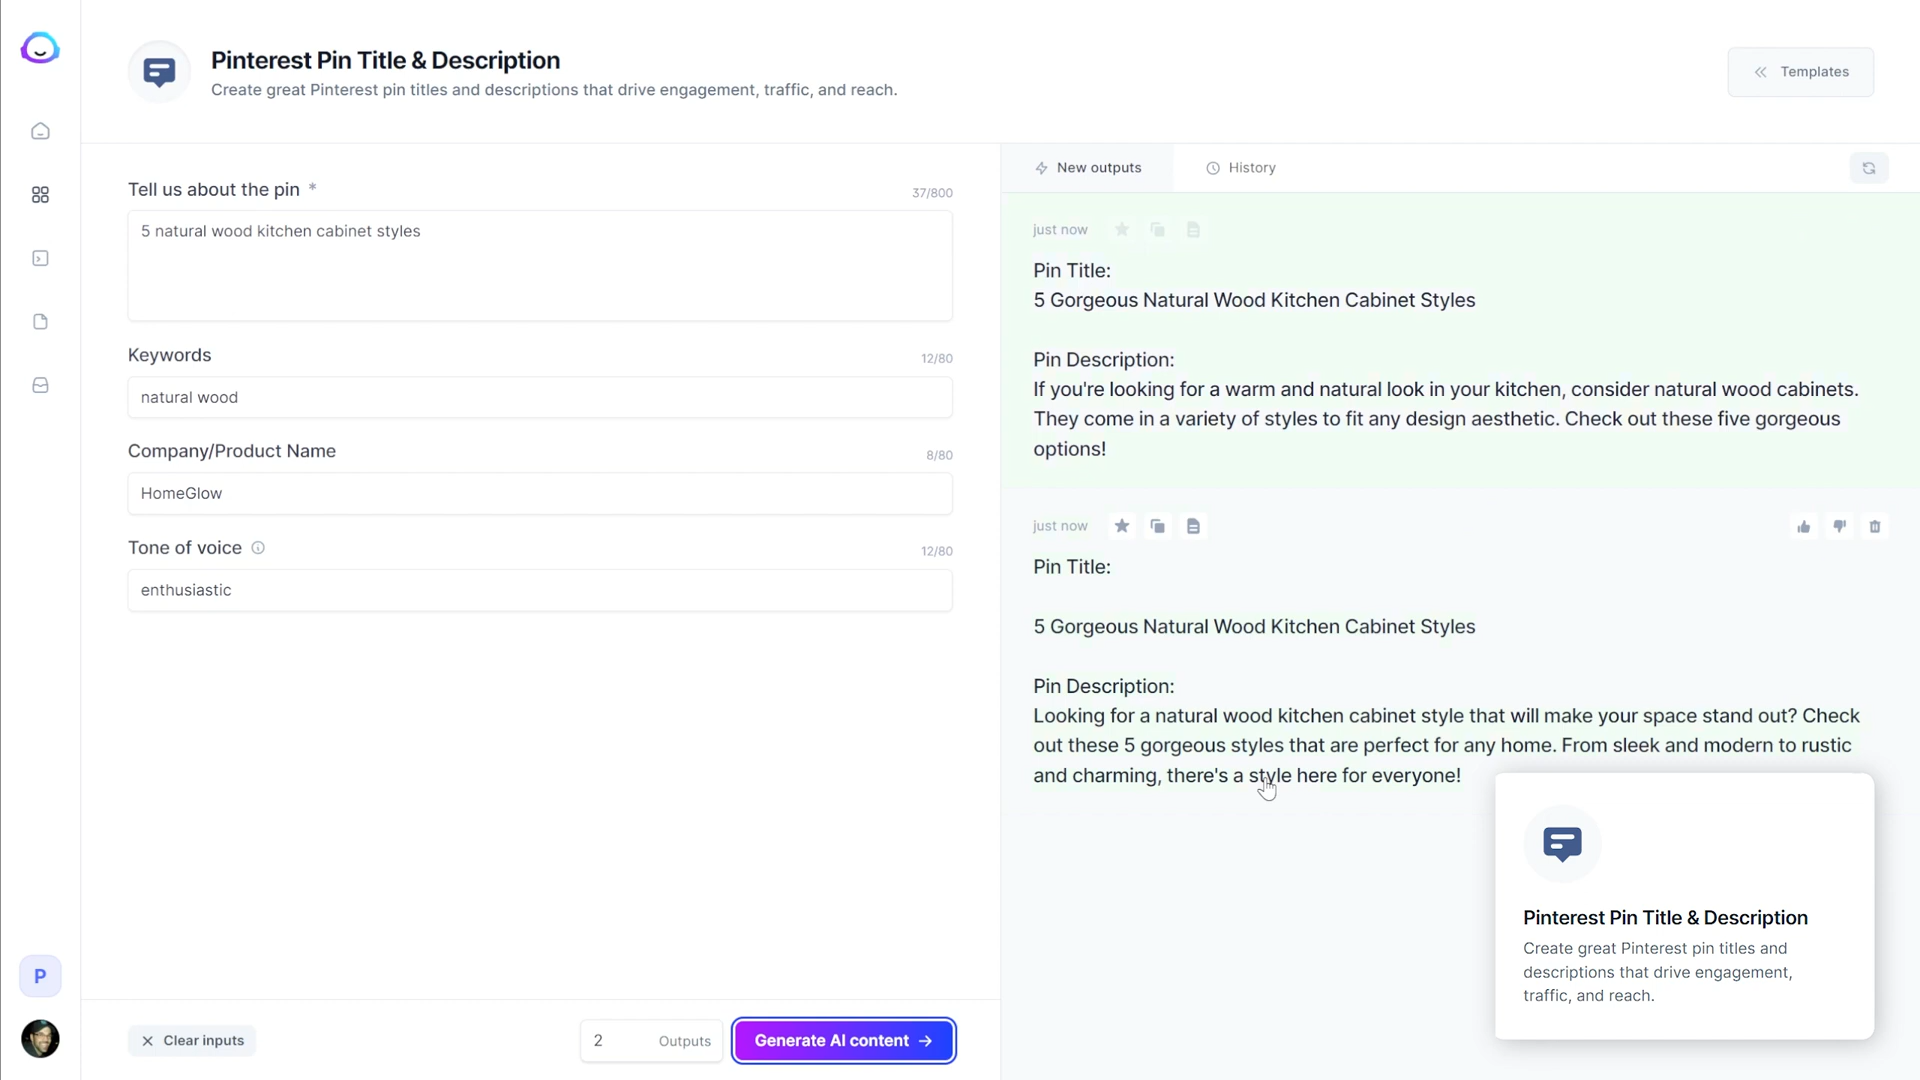 Pinterest Pin Title & Description
Create great Pinterest pin titles and descriptions that drive engagement, traffic, and reach.
Templates
Tell us about the pin *
37/800
5 natural wood kitchen cabinet styles
Keywords
12/80
natural wood
Company/Product Name
8/80
HomeGlow
Tone of voice
12/80
enthusiastic
Clear inputs
2 Outputs
Generate AI content
P
New outputs
History
just now
Pin Title:
5 Gorgeous Natural Wood Kitchen Cabinet Styles
Pin Description:
If you're looking for a warm and natural look in your kitchen, consider natural wood cabinets.
They come in a variety of styles to fit any design aesthetic. Check out these five gorgeous
options!
just now
Pin Title:
5 Gorgeous Natural Wood Kitchen Cabinet Styles
Pin Description:
Looking for a natural wood kitchen cabinet style that will make your space stand out? Check
out these 5 gorgeous styles that are perfect for any home. From sleek and modern to rustic
and charming, there's a style here for everyone!
Pinterest Pin Title & Description
Create great Pinterest pin titles and
descriptions that drive engagement,
traffic, and reach.